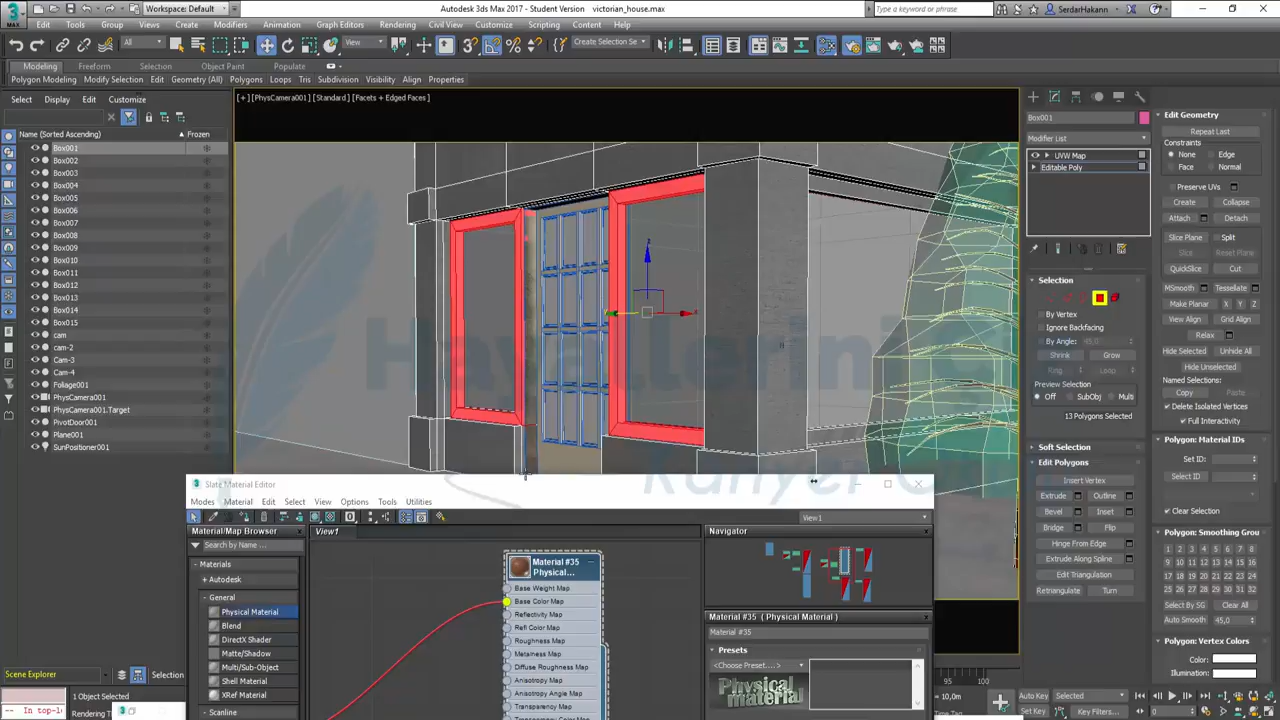 Autodesk 3ds Max 2017 - Student Version victorian_house.max
Workspace: Default
Type a keyword or phrase
SerdarHakann
Edit Tools Group Views Create Modifiers Animation Graph Editors Rendering Civil View Customize Scripting Content Help
All
View
Create Selection Se
Modeling Freeform Selection Object Paint Populate
Polygon Modeling Modify Selection Edit Geometry (All) Polygons Loops Tris Subdivision Visibility Align Properties
Select Display Edit Customize
Name (Sorted Ascending) Frozen
Box001
Box002
Box003
Box004
Box005
Box006
Box007
Box008
Box009
Box010
Box011
Box012
Box013
Box014
Box015
cam
cam-2
Cam-3
Cam-4
Foliage001
PhysCamera001
PhysCamera001.Target
PivotDoor001
Plane001
SunPositioner001
[+] [PhysCamera001] [Standard] [Facets + Edged Faces]
Box001
Modifier List
UVW Map
Editable Poly
Selection
By Vertex
Ignore Backfacing
By Angle: 45,0
Shrink Grow
Ring Loop
Preview Selection
Off SubObj Multi
13 Polygons Selected
Soft Selection
Edit Polygons
Insert Vertex
Extrude Outline
Bevel Inset
Bridge Flip
Hinge From Edge
Extrude Along Spline
Edit Triangulation
Retriangulate Turn
Edit Geometry
Repeat Last
Constraints
None Edge
Face Normal
Preserve UVs
Create Collapse
Attach Detach
Slice Plane Split
Slice Reset Plane
QuickSlice Cut
MSmooth Tessellate
Make Planar X Y Z
View Align Grid Align
Relax
Hide Selected Unhide All
Hide Unselected
Named Selections:
Copy Paste
Delete Isolated Vertices
Full Interactivity
Polygon: Material IDs
Set ID:
Select ID
Clear Selection
Polygon: Smoothing Grou
1 2 3 4 5 6 7 8
9 10 11 12 13 14 15 16
17 18 19 20 21 22 23 24
25 26 27 28 29 30 31 32
Select By SG Clear All
Auto Smooth 45,0
Polygon: Vertex Colors
Color:
Illumination:
Slate Material Editor
Modes Material Edit Select View Options Tools Utilities
View1
Material/Map Browser
Search by Name ...
Materials
Autodesk
General
Physical Material
Blend
DirectX Shader
Matte/Shadow
Multi/Sub-Object
Shell Material
XRef Material
Scanline
View1
Material #35
Physical...
Base Weight Map
Base Color Map
Reflectivity Map
Refl Color Map
Roughness Map
Metalness Map
Diffuse Roughness Map
Anisotropy Map
Anisotropy Angle Map
Transparency Map
Navigator
Material #35 ( Physical Material )
Material #35
Presets
<Choose Preset...>
Physical
material
Scene Explorer
Selection
1 Object Selected
Rendering
-- In top-l
= 10,0m
95 100
Auto Key Selected
Set Key Key Filters...
0